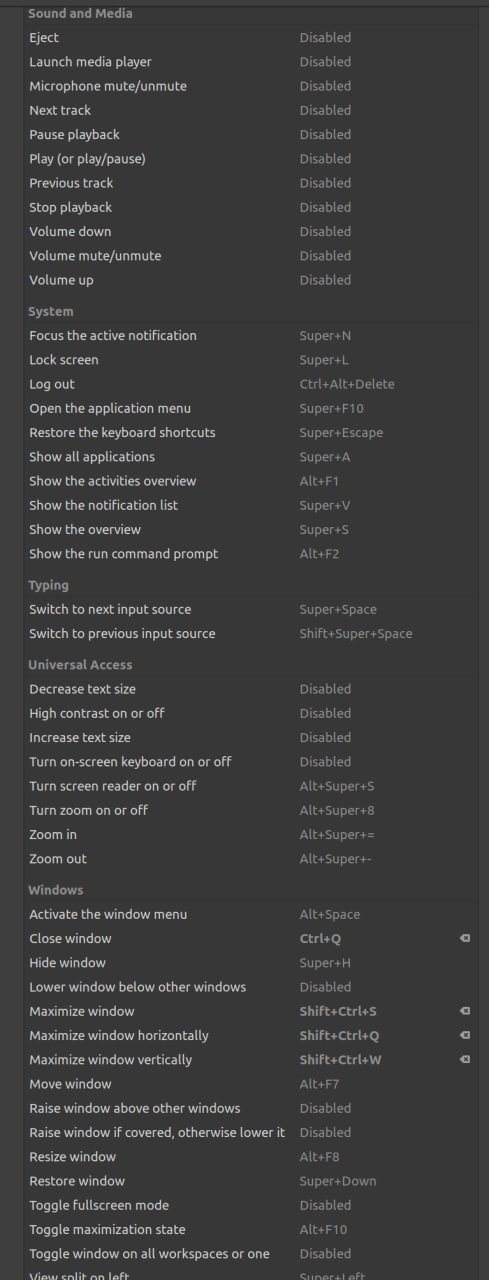 Sound and Media
Eject Disabled
Launch media player Disabled
Microphone mute/unmute Disabled
Next track Disabled
Pause playback Disabled
Play (or play/pause) Disabled
Previous track Disabled
Stop playback Disabled
Volume down Disabled
Volume mute/unmute Disabled
Volume up Disabled
System
Focus the active notification Super+N
Lock screen Super+L
Log out Ctrl+Alt+Delete
Open the application menu Super+F10
Restore the keyboard shortcuts Super+Escape
Show all applications Super+A
Show the activities overview Alt+F1
Show the notification list Super+V
Show the overview Super+S
Show the run command prompt Alt+F2
Typing
Switch to next input source Super+Space
Switch to previous input source Shift+Super+Space
Universal Access
Decrease text size Disabled
High contrast on or off Disabled
Increase text size Disabled
Turn on-screen keyboard on or off Disabled
Turn screen reader on or off Alt+Super+S
Turn zoom on or off Alt+Super+8
Zoom in Alt+Super+=
Zoom out Alt+Super+-
Windows
Activate the window menu Alt+Space
Close window Ctrl+Q
Hide window Super+H
Lower window below other windows Disabled
Maximize window Shift+Ctrl+S
Maximize window horizontally Shift+Ctrl+Q
Maximize window vertically Shift+Ctrl+W
Move window Alt+F7
Raise window above other windows Disabled
Raise window if covered, otherwise lower it Disabled
Resize window Alt+F8
Restore window Super+Down
Toggle fullscreen mode Disabled
Toggle maximization state Alt+F10
Toggle window on all workspaces or one Disabled
View split on left Super+Left